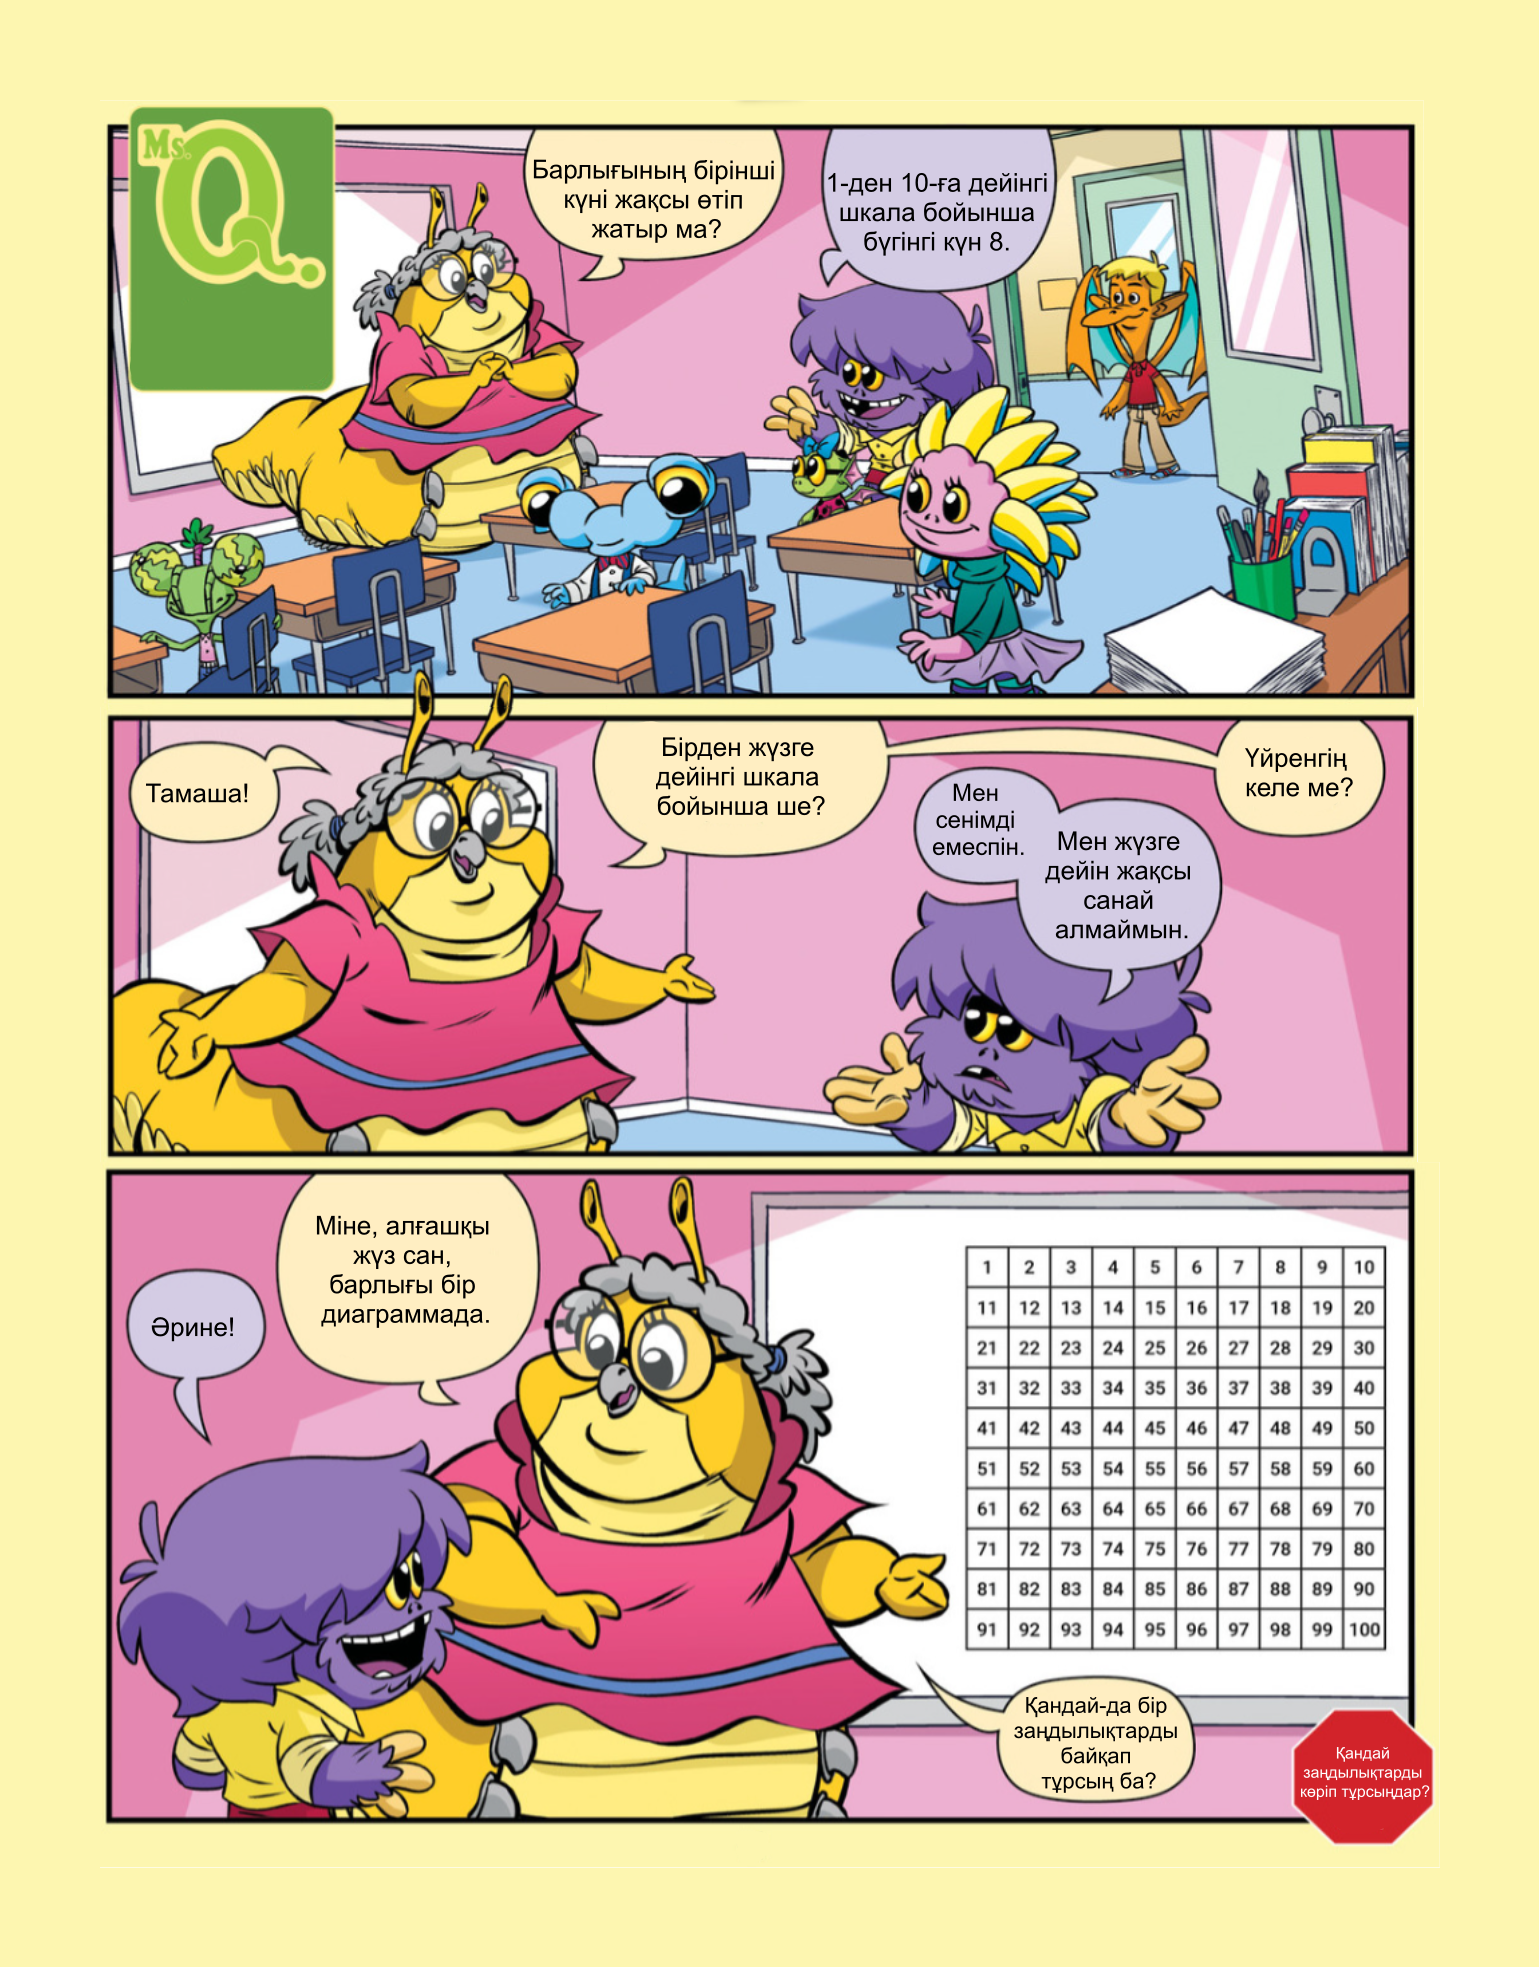 Ms.
Q.
Барлығының бірінші
күні жақсы өтіп
жатыр ма?
1-ден 10-ға дейінгі
шкала бойынша
бүгінгі күн 8.
Тамаша!
Бірден жүзге
дейінгі шкала
бойынша ше?
Үйренгің
келе ме?
Мен
сенімді
емеспін.
Мен жүзге
дейін жақсы
санай
алмаймын.
Әрине!
Міне, алғашқы
жүз сан,
барлығы бір
диаграммада.
1 2 3 4 5 6 7 8 9 10
11 12 13 14 15 16 17 18 19 20
21 22 23 24 25 26 27 28 29 30
31 32 33 34 35 36 37 38 39 40
41 42 43 44 45 46 47 48 49 50
51 52 53 54 55 56 57 58 59 60
61 62 63 64 65 66 67 68 69 70
71 72 73 74 75 76 77 78 79 80
81 82 83 84 85 86 87 88 89 90
91 92 93 94 95 96 97 98 99 100
Қандай-да бір
заңдылықтарды
байқап
тұрсың ба?
Қандай
заңдылықтарды
көріп тұрсыңдар?